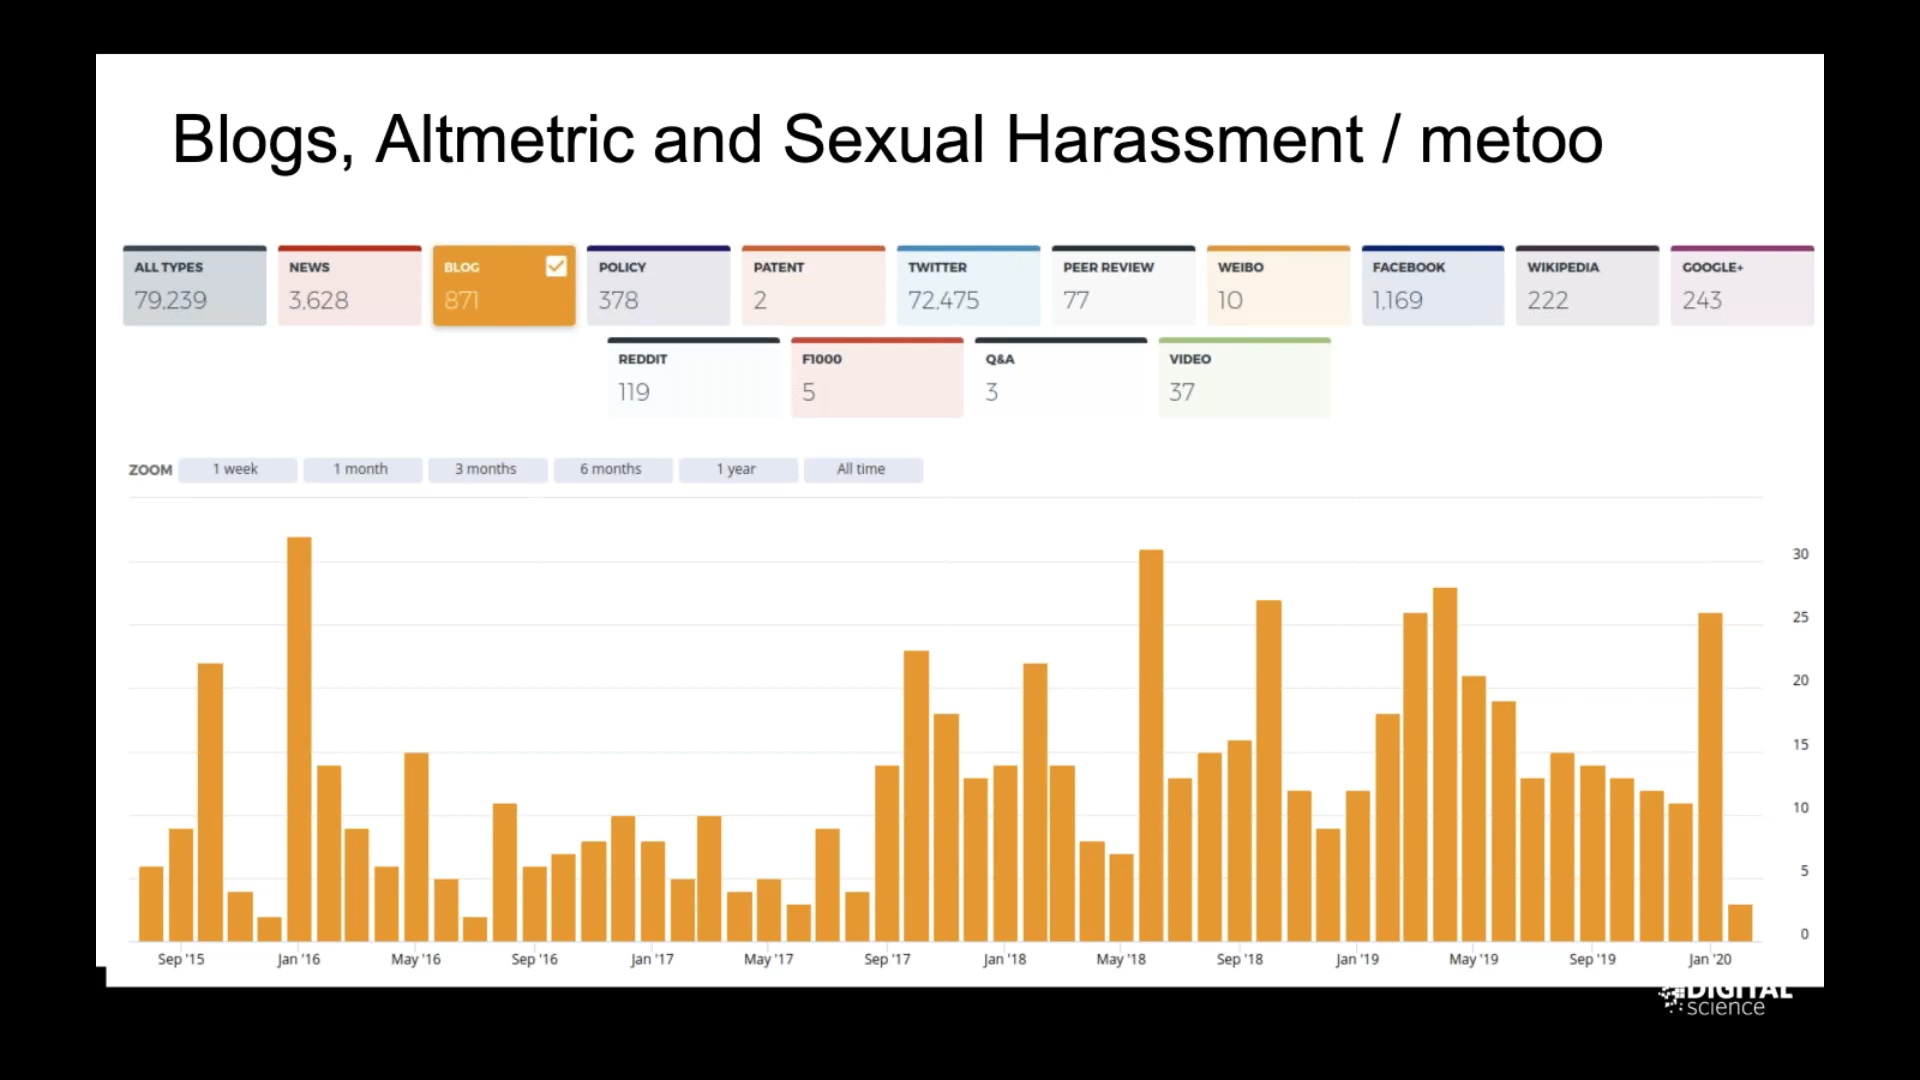 Blogs, Altmetric and Sexual Harassment / metoo
ALL TYPES NEWS BLOG POLICY PATENT TWITTER PEER REVIEW WEIBO FACEBOOK WIKIPEDIA GOOGLE+
79,239 3,628 871 378 2 72,475 77 10 1,169 222 243
REDDIT F1000 Q&A VIDEO
119 5 3 37
ZOOM 1 week 1 month 3 months 6 months 1 year All time
30
25
20
15
10
5
0
Sep '15 Jan '16 May '16 Sep '16 Jan '17 May '17 Sep '17 Jan '18 May '18 Sep '18 Jan '19 May '19 Sep '19 Jan '20
DIGITAL
science